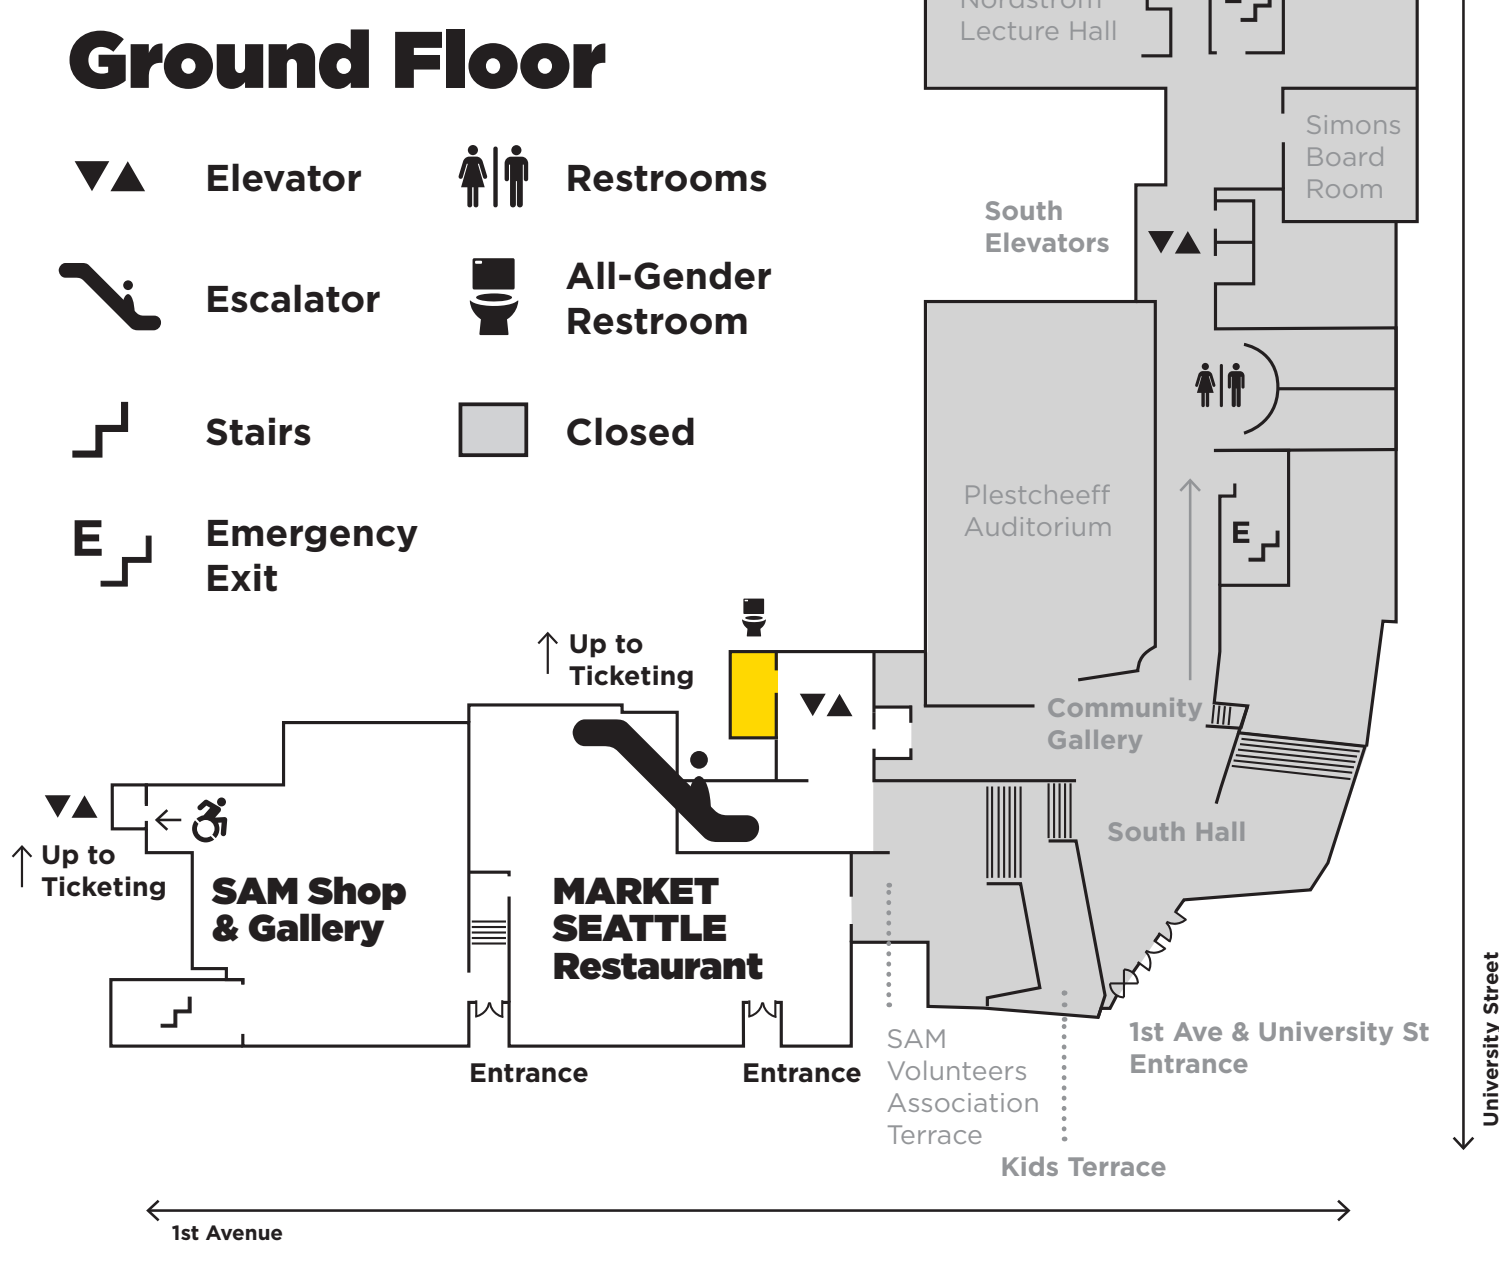 Nordstrom
Lecture Hall
Ground Floor
Simons
Board
Room
Elevator
Restrooms
South
Elevators
Escalator
All-Gender
Restroom
Stairs
Closed
Plestcheeff
Auditorium
E
Emergency
Exit
E
Up to
Ticketing
Community
Gallery
South Hall
Up to
Ticketing
SAM Shop
& Gallery
MARKET
SEATTLE
Restaurant
University Street
Entrance
Entrance
SAM
Volunteers
Association
Terrace
1st Ave & University St
Entrance
Kids Terrace
1st Avenue